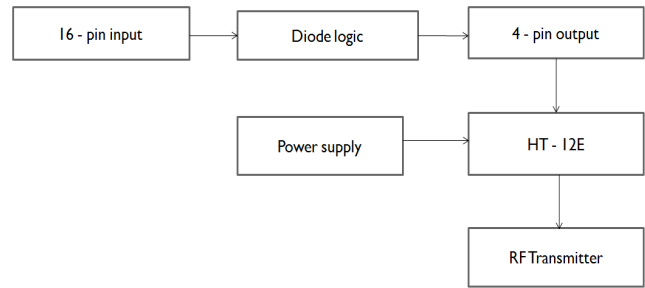 16 - pin input
Diode logic
4 - pin output
Power supply
HT - 12E
RF Transmitter